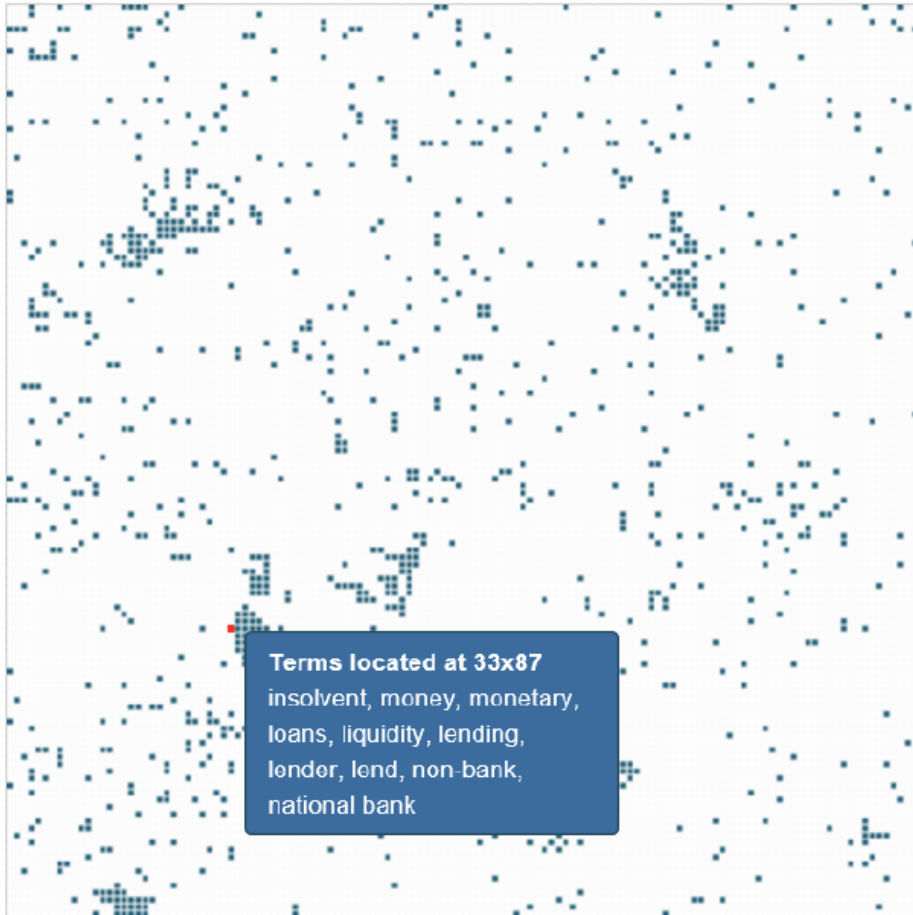 Terms located at 33x87
insolvent, money, monetary,
loans, liquidity, lending,
lender, lend, non-bank,
national bank